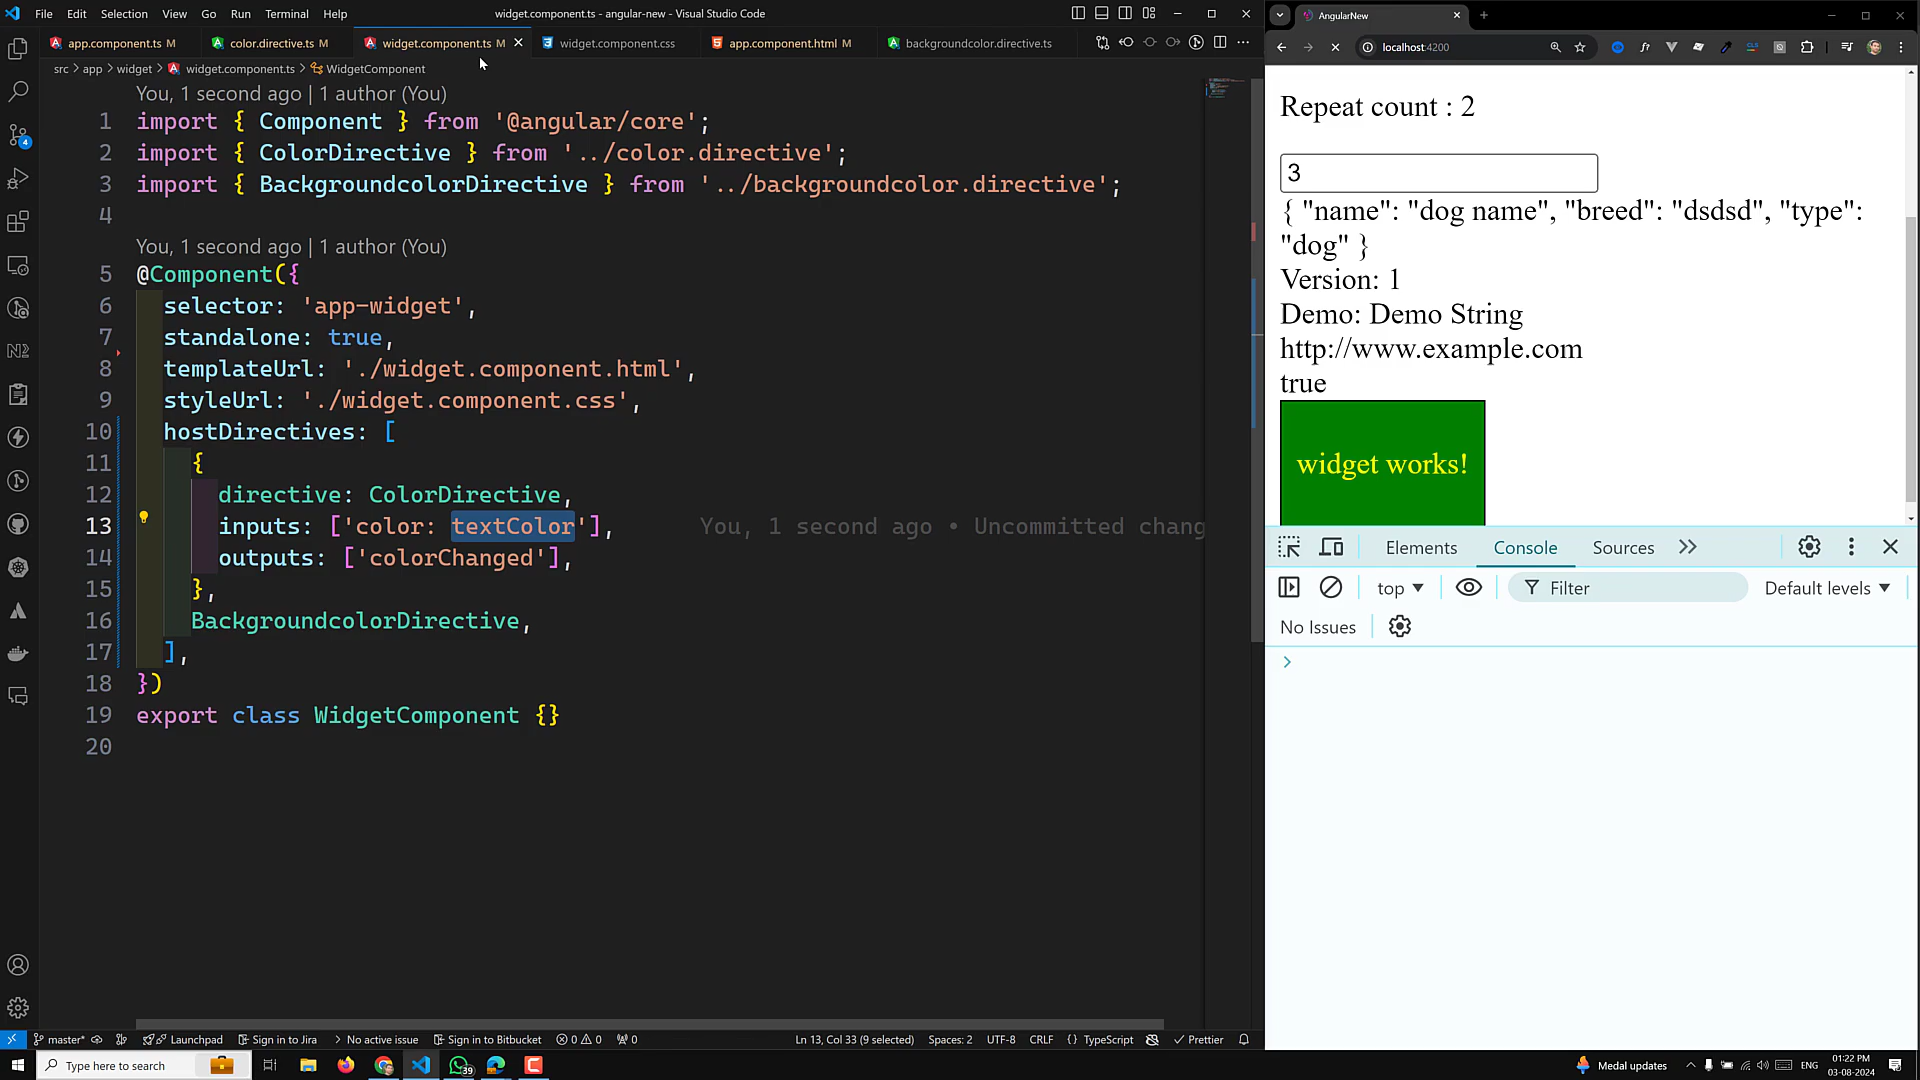 File Edit Selection View Go Run Terminal Help
widget.component.ts - angular-new - Visual Studio Code
app.component.ts M
color.directive.ts M
widget.component.ts M
widget.component.css
app.component.html M
backgroundcolor.directive.ts
src > app > widget > widget.component.ts > WidgetComponent
You, 1 second ago | 1 author (You)
1 import { Component } from '@angular/core';
2 import { ColorDirective } from '../color.directive';
3 import { BackgroundcolorDirective } from '../backgroundcolor.directive';
4
You, 1 second ago | 1 author (You)
5 @Component({
6 selector: 'app-widget',
7 standalone: true,
8 templateUrl: './widget.component.html',
9 styleUrl: './widget.component.css',
10 hostDirectives: [
11 {
12 directive: ColorDirective,
13 inputs: ['color: textColor'], You, 1 second ago • Uncommitted chang
14 outputs: ['colorChanged'],
15 },
16 BackgroundcolorDirective,
17 ],
18 })
19 export class WidgetComponent {}
20
4
master* Launchpad Sign in to Jira No active issue Sign in to Bitbucket 0 0 0 Ln 13, Col 33 (9 selected) Spaces: 2 UTF-8 CRLF {} TypeScript Prettier
AngularNew
localhost:4200
Repeat count : 2
3
{ "name": "dog name", "breed": "dsdsd", "type":
"dog" }
Version: 1
Demo: Demo String
http://www.example.com
true
widget works!
Elements Console Sources
top Filter Default levels
No Issues
Type here to search
39
Medal updates ENG 01:22 PM
03-08-2024